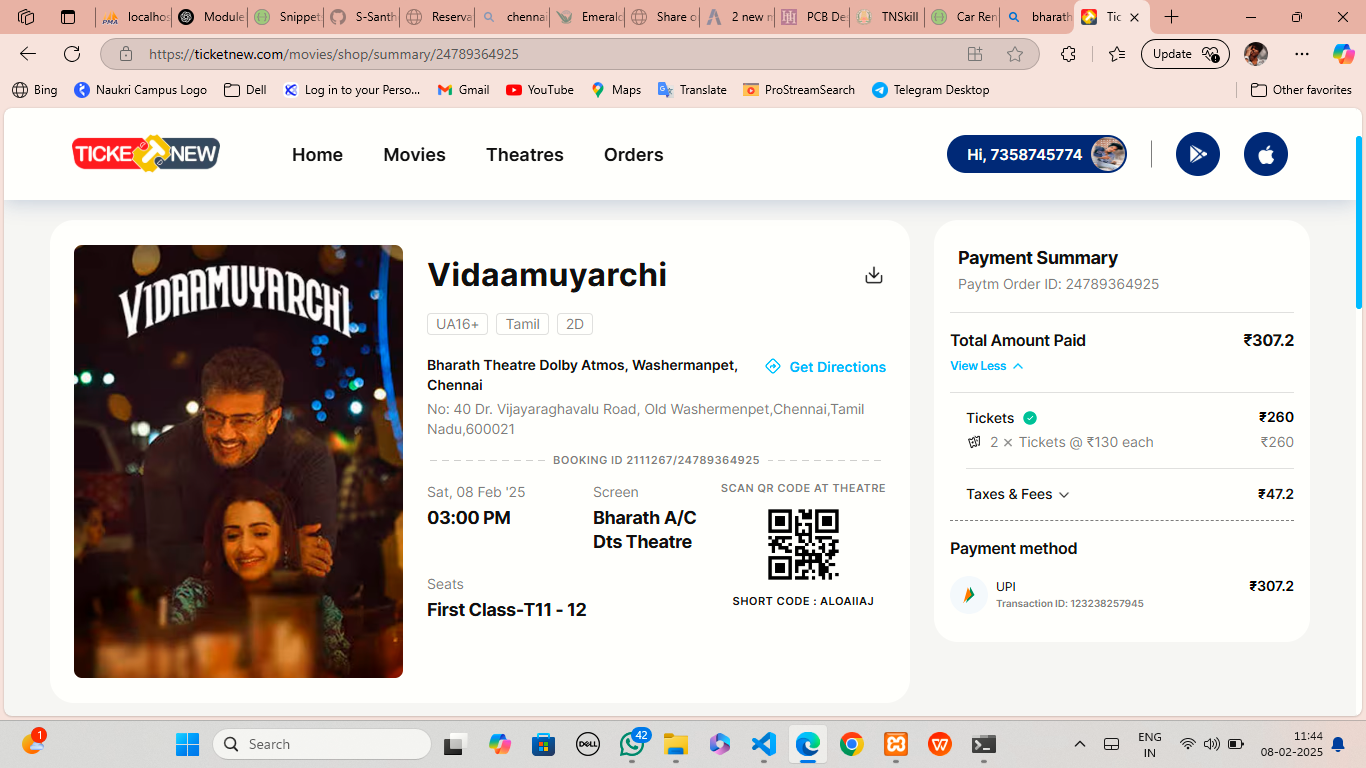 localhos
Module
Snippet
S-Santh
Reserva
chennai
Emerald
Share o
2 new m
PCB De
TNSkill
Car Ren
bharath
Tic
https://ticketnew.com/movies/shop/summary/24789364925
Update
Bing
Naukri Campus Logo
Dell
Log in to your Perso...
Gmail
YouTube
Maps
Translate
ProStreamSearch
Telegram Desktop
Other favorites
TICKETNEW
Home
Movies
Theatres
Orders
Hi, 7358745774
VIDAAMUYARCHI
Vidaamuyarchi
UA16+
Tamil
2D
Bharath Theatre Dolby Atmos, Washermanpet,
Chennai
Get Directions
No: 40 Dr. Vijayaraghavalu Road, Old Washermenpet,Chennai,Tamil
Nadu,600021
BOOKING ID 2111267/24789364925
Sat, 08 Feb '25
03:00 PM
Screen
Bharath A/C
Dts Theatre
SCAN QR CODE AT THEATRE
SHORT CODE : ALOAIIAJ
Seats
First Class-T11 - 12
Payment Summary
Paytm Order ID: 24789364925
Total Amount Paid ₹307.2
View Less
Tickets ₹260
2 × Tickets @ ₹130 each ₹260
Taxes & Fees ₹47.2
Payment method
UPI ₹307.2
Transaction ID: 123238257945
1
Search
DELL
42
ENG
IN
11:44
08-02-2025